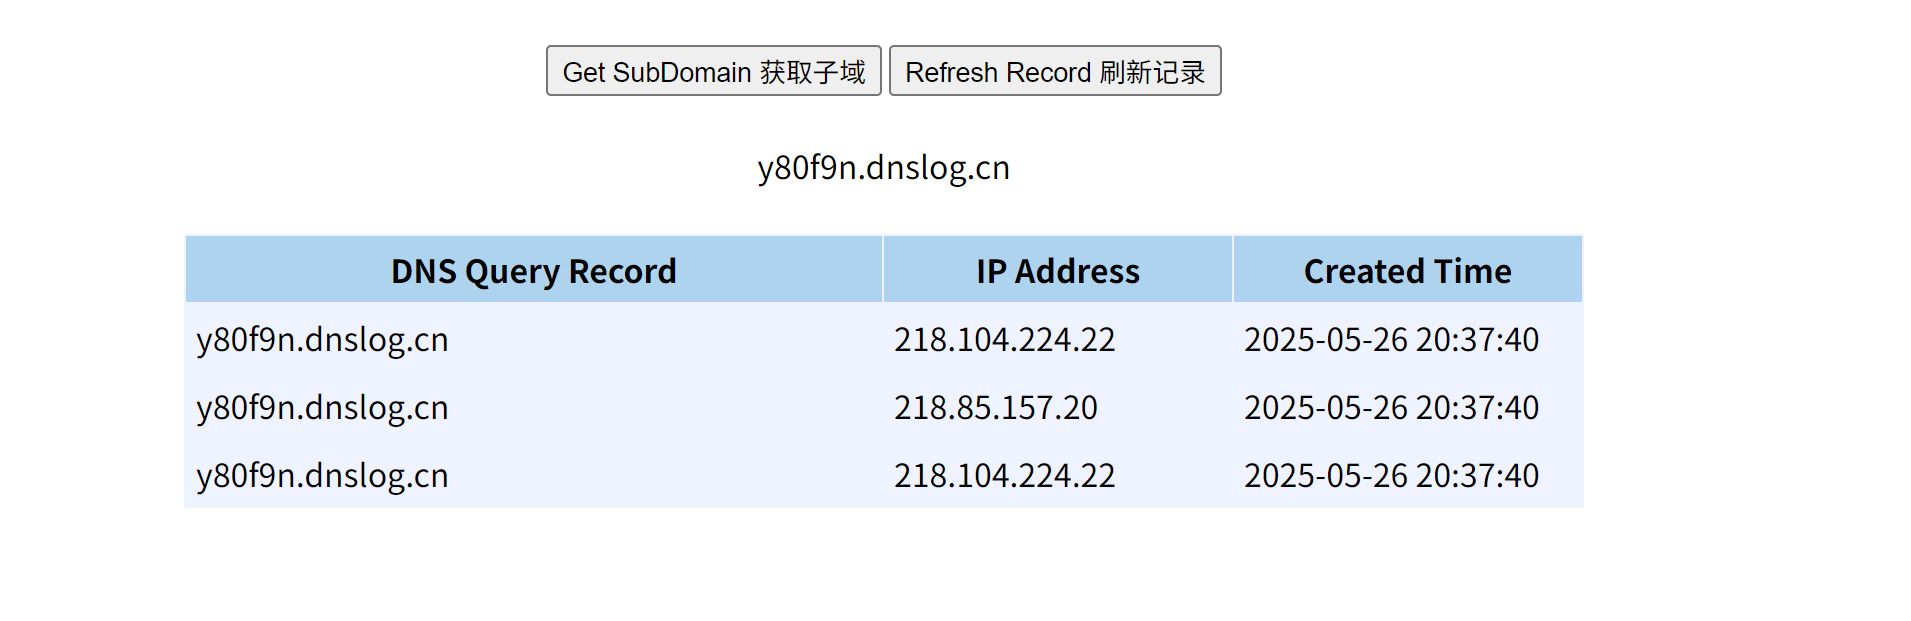 Get SubDomain 获取子域 Refresh Record 刷新记录
y80f9n.dnslog.cn
DNS Query Record IP Address Created Time
y80f9n.dnslog.cn 218.104.224.22 2025-05-26 20:37:40
y80f9n.dnslog.cn 218.85.157.20 2025-05-26 20:37:40
y80f9n.dnslog.cn 218.104.224.22 2025-05-26 20:37:40